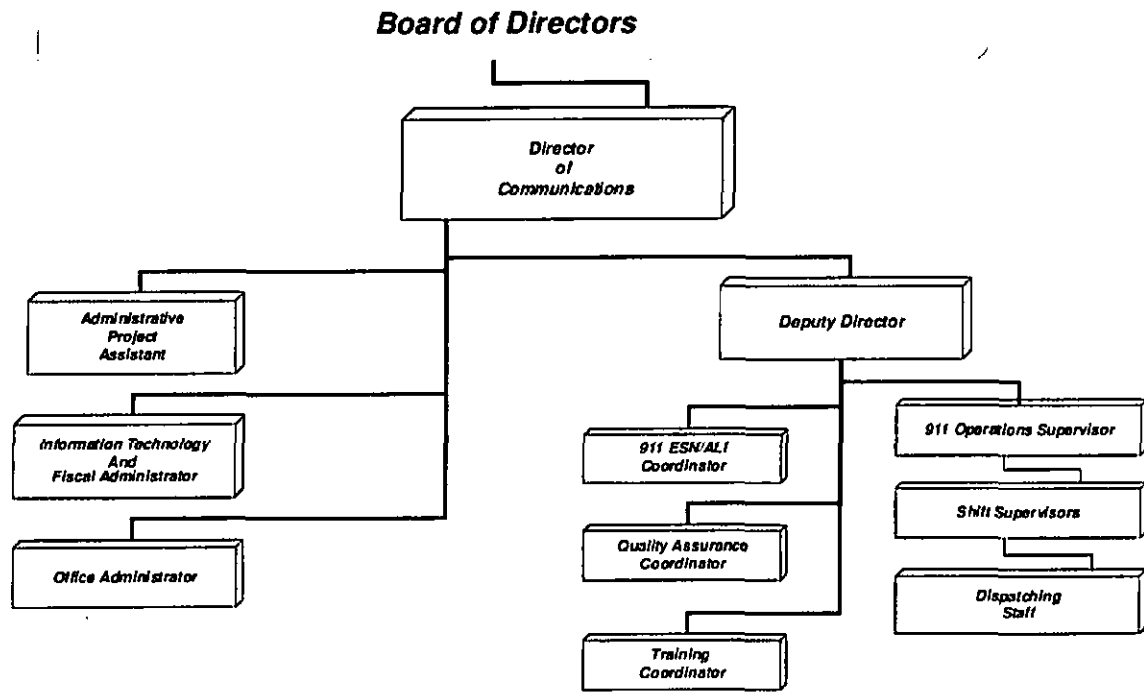 Board of Directors
Director
of
Communications
Administrative
Project
Assistant
Deputy Director
Information Technology
And
Fiscal Administrator
911 ESN/ALI
Coordinator
911 Operations Supervisor
Shift Supervisors
Office Administrator
Quality Assurance
Coordinator
Dispatching
Staff
Training
Coordinator